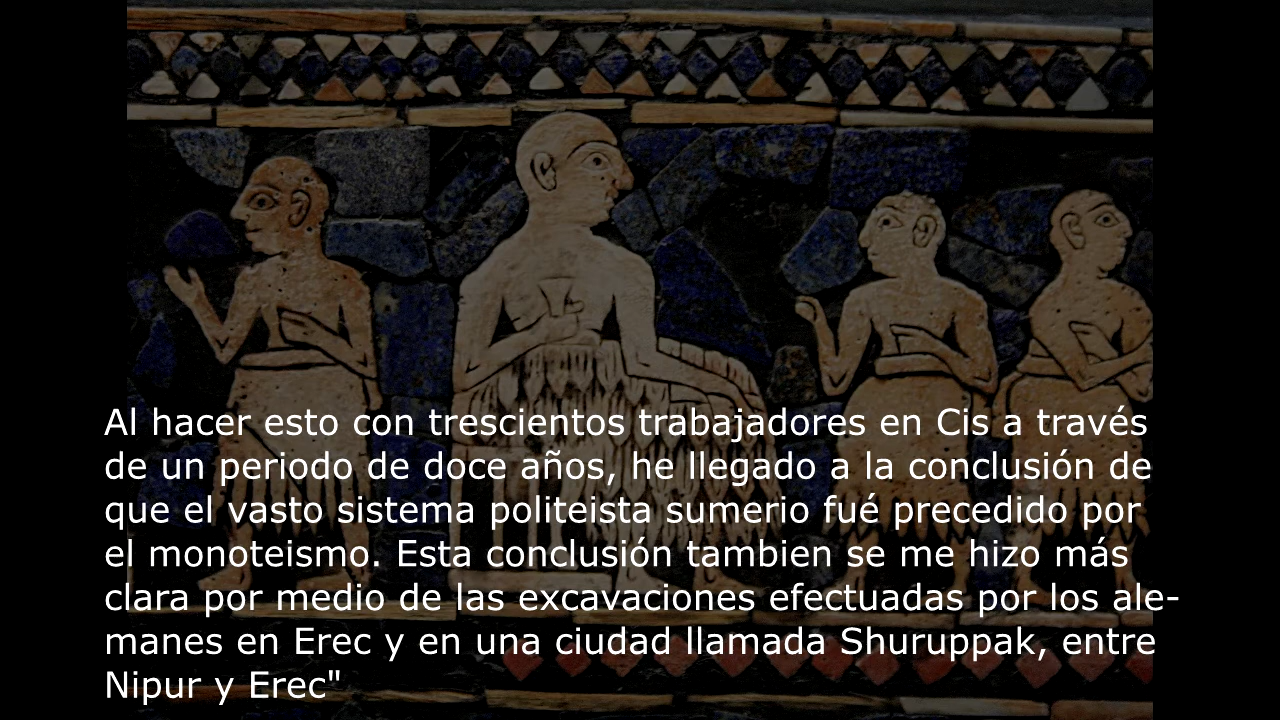 Al hacer esto con trescientos trabajadores en Cis a través
de un periodo de doce años, he llegado a la conclusión de
que el vasto sistema politeista sumerio fué precedido por
el monoteismo. Esta conclusión tambien se me hizo más
clara por medio de las excavaciones efectuadas por los ale-
manes en Erec y en una ciudad llamada Shuruppak, entre
Nipur y Erec"